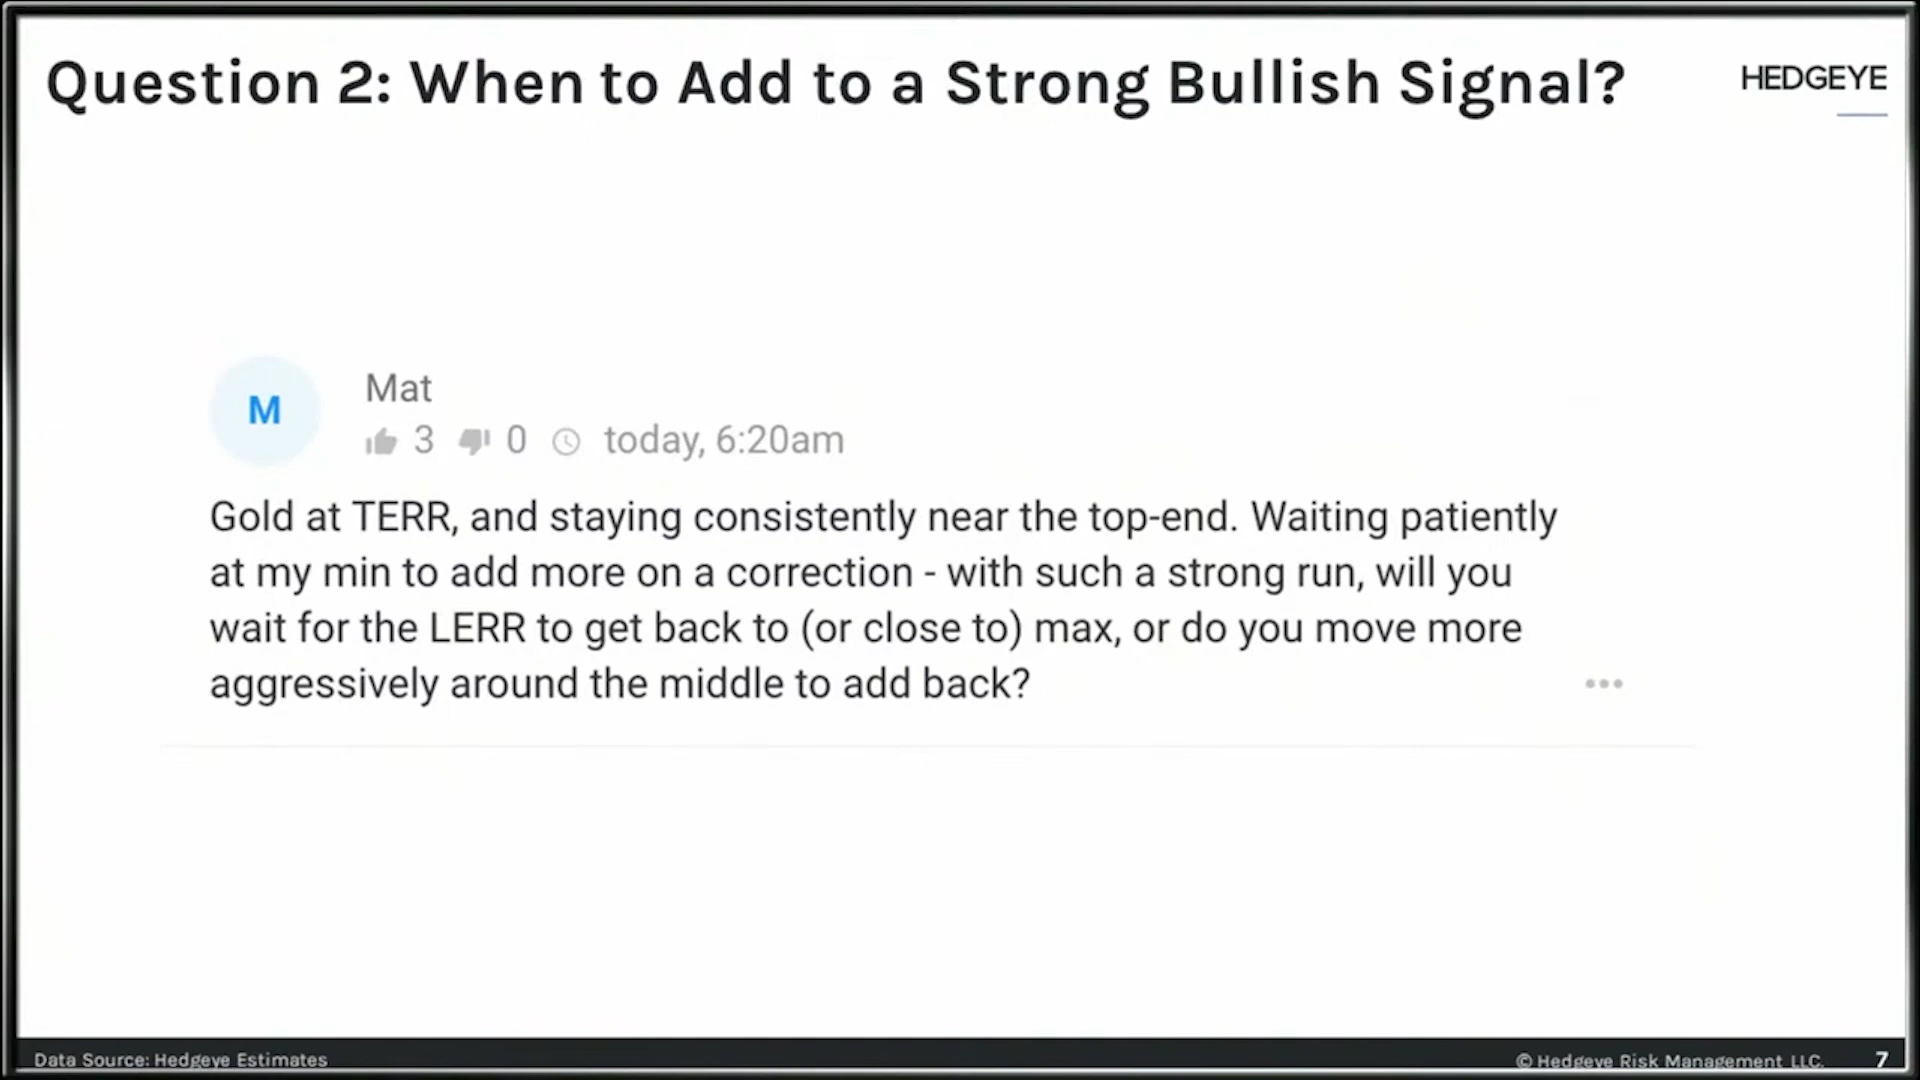 Question 2: When to Add to a Strong Bullish Signal?
HEDGEYE
M
Mat
3 0 today, 6:20am
Gold at TERR, and staying consistently near the top-end. Waiting patiently
at my min to add more on a correction - with such a strong run, will you
wait for the LERR to get back to (or close to) max, or do you move more
aggressively around the middle to add back?
Data Source: Hedgeye Estimates
© Hedgeye Risk Management LLC.
7